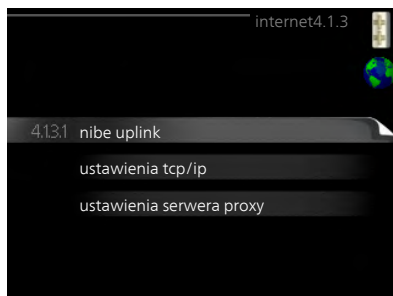 internet4.1.3
4.1.3.1 nibe uplink
ustawienia tcp/ip
ustawienia serwera proxy